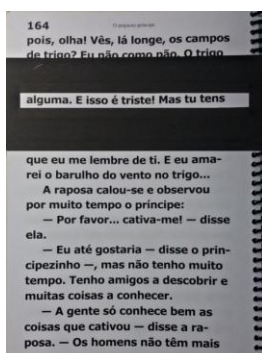 164
O pequeno príncipe
pois, olha! Vês, lá longe, os campos
de trigo? Eu não como pão. O trigo
alguma. E isso é triste! Mas tu tens
que eu me lembre de ti. E eu ama-
rei o barulho do vento no trigo...
A raposa calou-se e observou
por muito tempo o príncipe:
— Por favor... cativa-me! — disse
ela.
— Eu até gostaria — disse o prin-
cipezinho —, mas não tenho muito
tempo. Tenho amigos a descobrir e
muitas coisas a conhecer.
— A gente só conhece bem as
coisas que cativou — disse a ra-
posa. — Os homens não têm mais